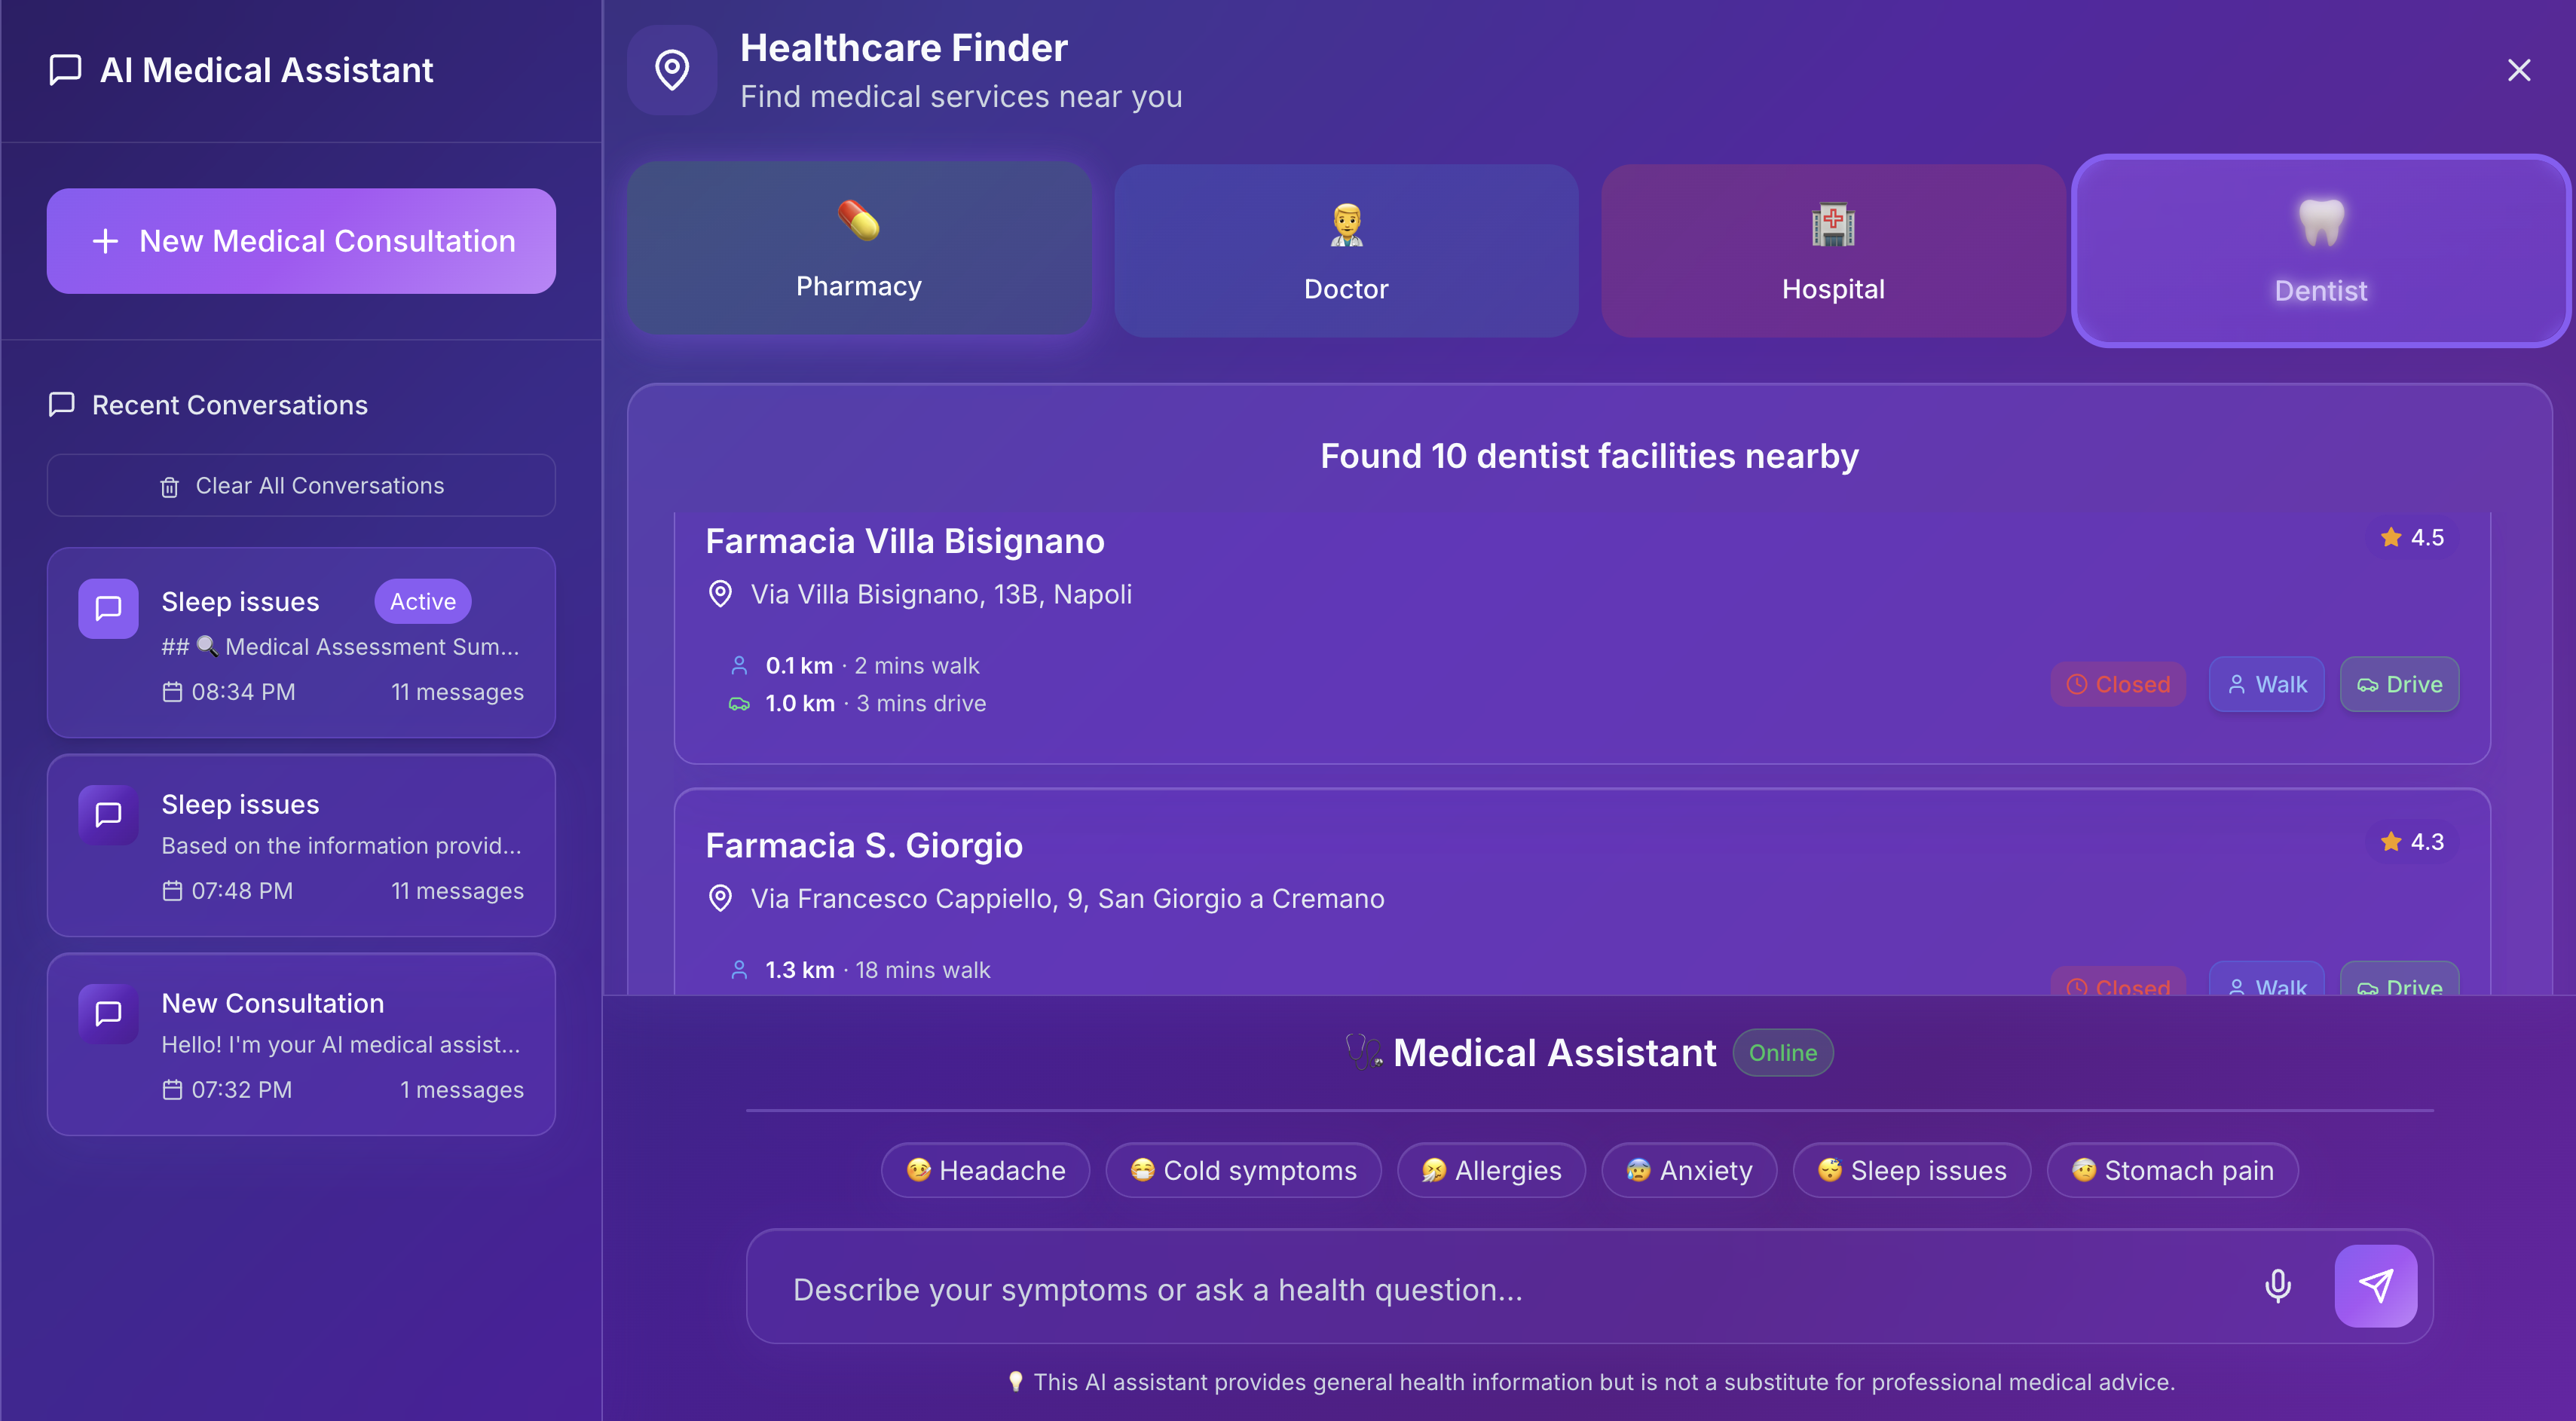 AI Medical Assistant
New Medical Consultation
Recent Conversations
Clear All Conversations
Sleep issues
Active
## 🔍 Medical Assessment Sum...
08:34 PM
11 messages
Sleep issues
Based on the information provid...
07:48 PM
11 messages
New Consultation
Hello! I'm your AI medical assist...
07:32 PM
1 messages
Healthcare Finder
Find medical services near you
Pharmacy
Doctor
Hospital
Dentist
Found 10 dentist facilities nearby
Farmacia Villa Bisignano
4.5
Via Villa Bisignano, 13B, Napoli
0.1 km · 2 mins walk
1.0 km · 3 mins drive
Closed
Walk
Drive
Farmacia S. Giorgio
4.3
Via Francesco Cappiello, 9, San Giorgio a Cremano
1.3 km · 18 mins walk
Closed
Walk
Drive
Medical Assistant
Online
Headache
Cold symptoms
Allergies
Anxiety
Sleep issues
Stomach pain
Describe your symptoms or ask a health question...
This AI assistant provides general health information but is not a substitute for professional medical advice.